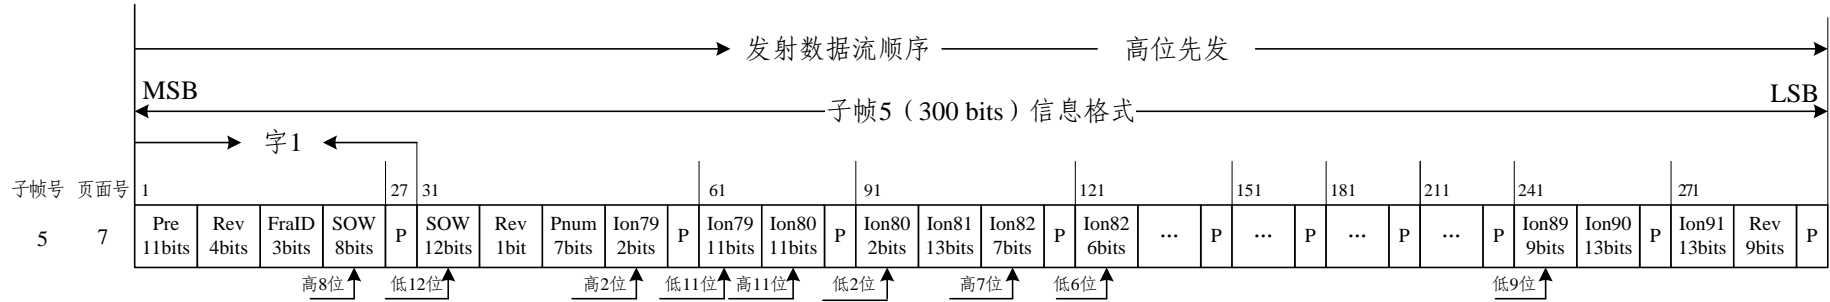 发射数据流顺序 高位先发
MSB LSB
子帧5（300 bits）信息格式
字1
子帧号 页面号 1 27 31 61 91 121 151 181 211 241 271
5 7 Pre 11bits Rev 4bits FraID 3bits SOW 8bits P SOW 12bits Rev 1bit Pnum 7bits Ion79 2bits P Ion79 11bits Ion80 11bits P Ion80 2bits Ion81 13bits Ion82 7bits P Ion82 6bits ... P ... P ... P ... P Ion89 9bits Ion90 13bits P Ion91 13bits Rev 9bits P
高8位 低12位 高2位 低11位 高11位 低2位 高7位 低6位 低9位